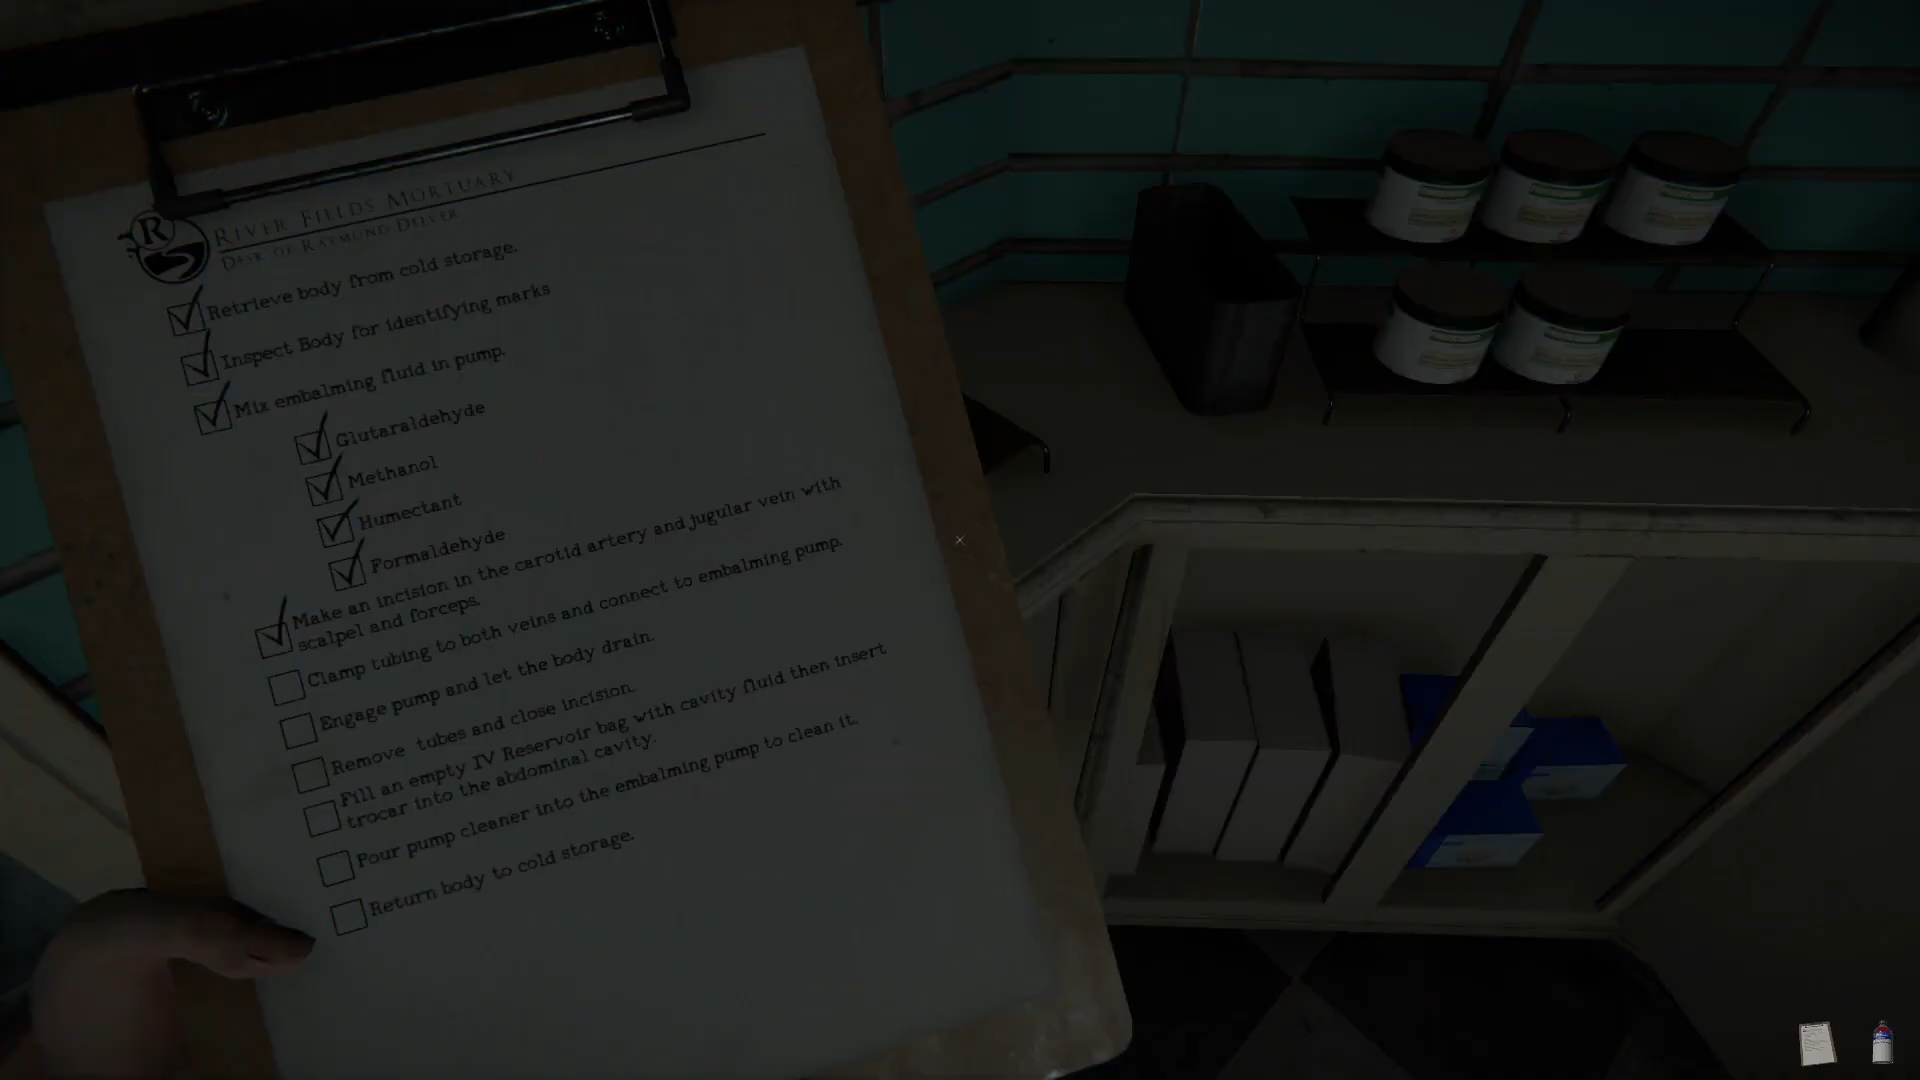 R
RIVER FIELDS MORTUARY
DESK OF RAYMUND DELVER
Retrieve body from cold storage.
Inspect Body for identifying marks
Mix embalming fluid in pump.
Glutaraldehyde
Methanol
Humectant
Formaldehyde
Make an incision in the carotid artery and jugular vein with
scalpel and forceps.
Clamp tubing to both veins and connect to embalming pump.
Engage pump and let the body drain.
Remove tubes and close incision.
Fill an empty IV Reservoir bag with cavity fluid then insert
trocar into the abdominal cavity.
Pour pump cleaner into the embalming pump to clean it.
Return body to cold storage.